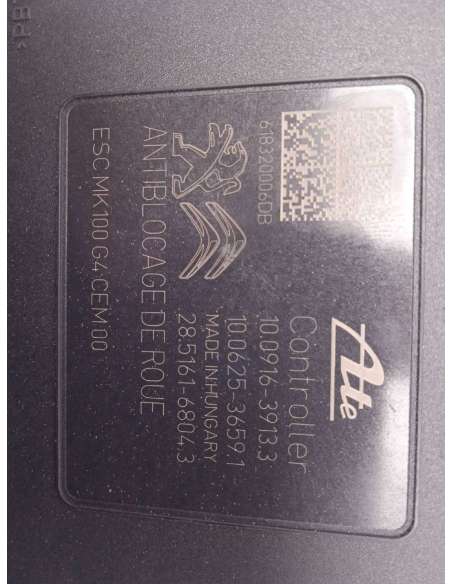 Ate
Controller
10.0916-3913.3
10.0625-3659.1
MADE IN HUNGARY
28.5161-6804.3
618320006DB
ANTIBLOCAGE DE ROUE
ESC MK100 G4 CEM 00